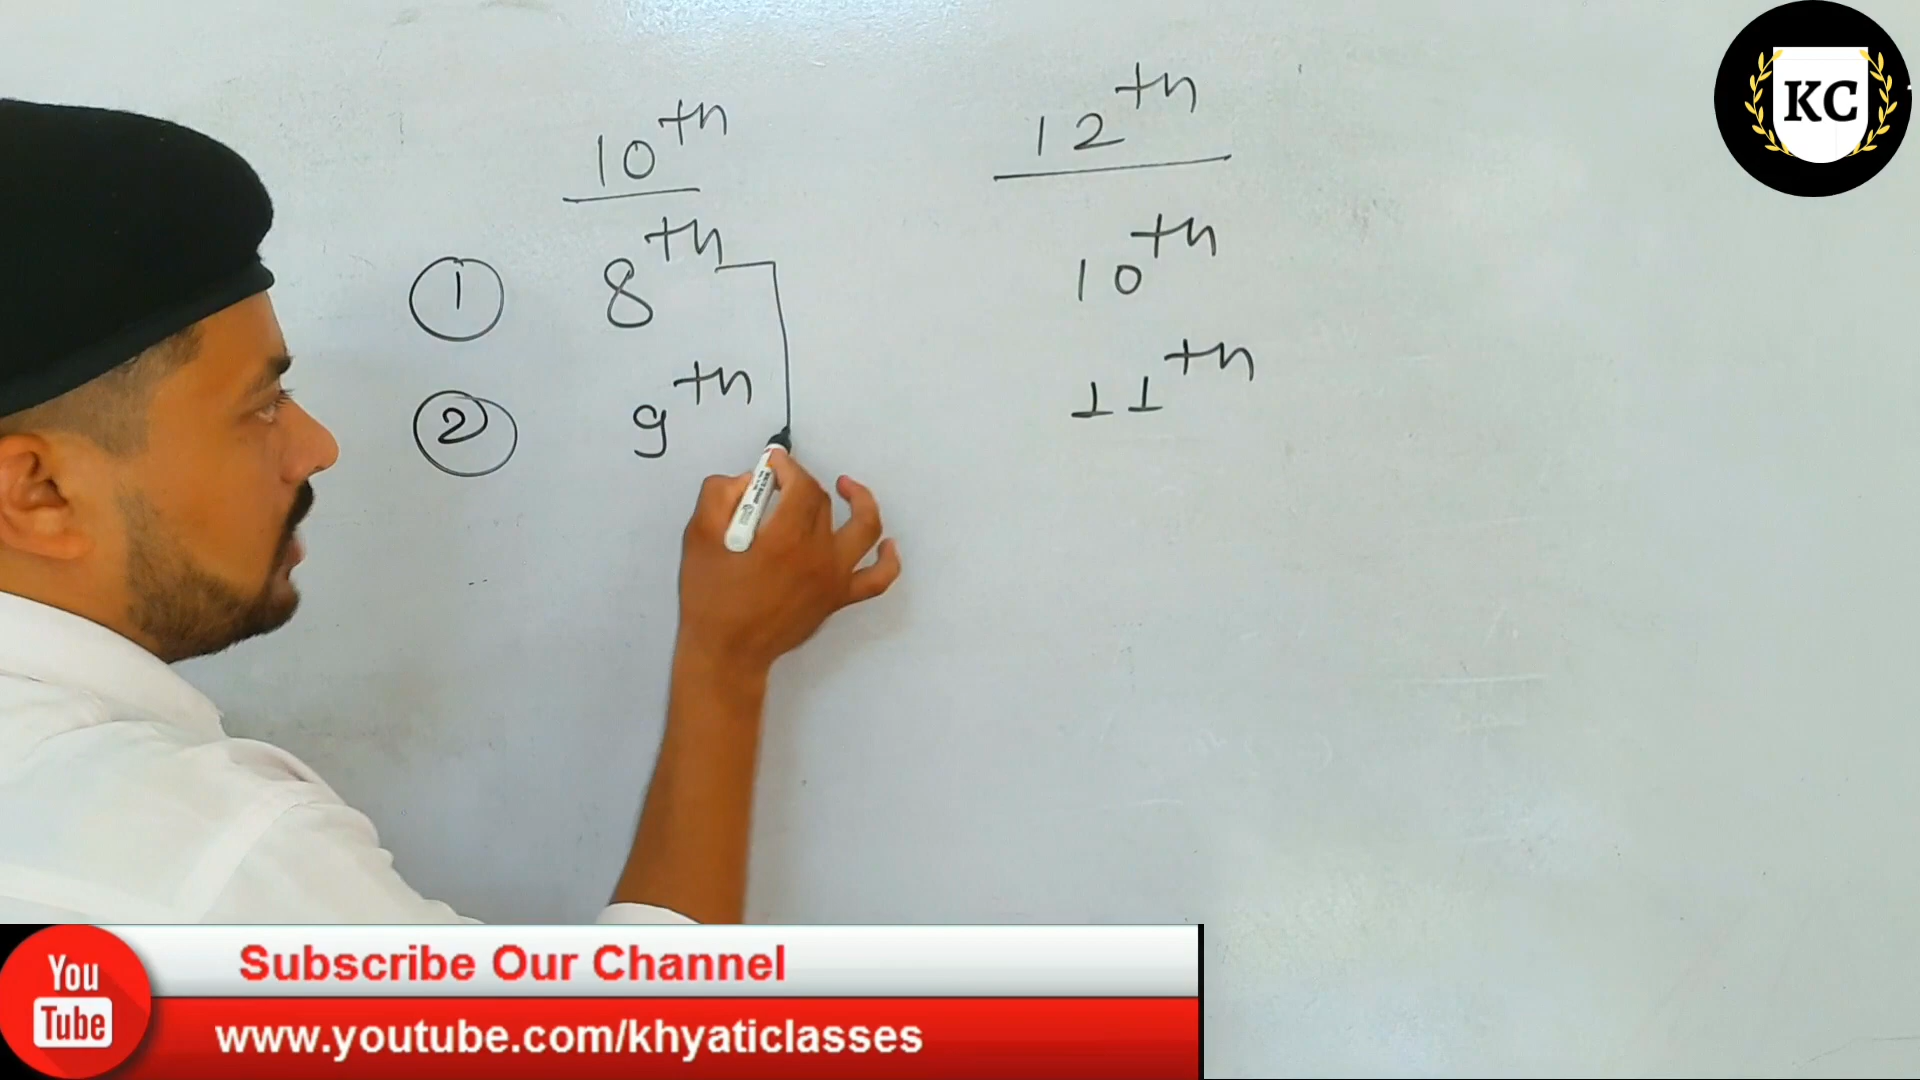 10th 12th
1 8th 10th
2 9th 11th
KC
You
Tube
Subscribe Our Channel
www.youtube.com/khyaticlasses